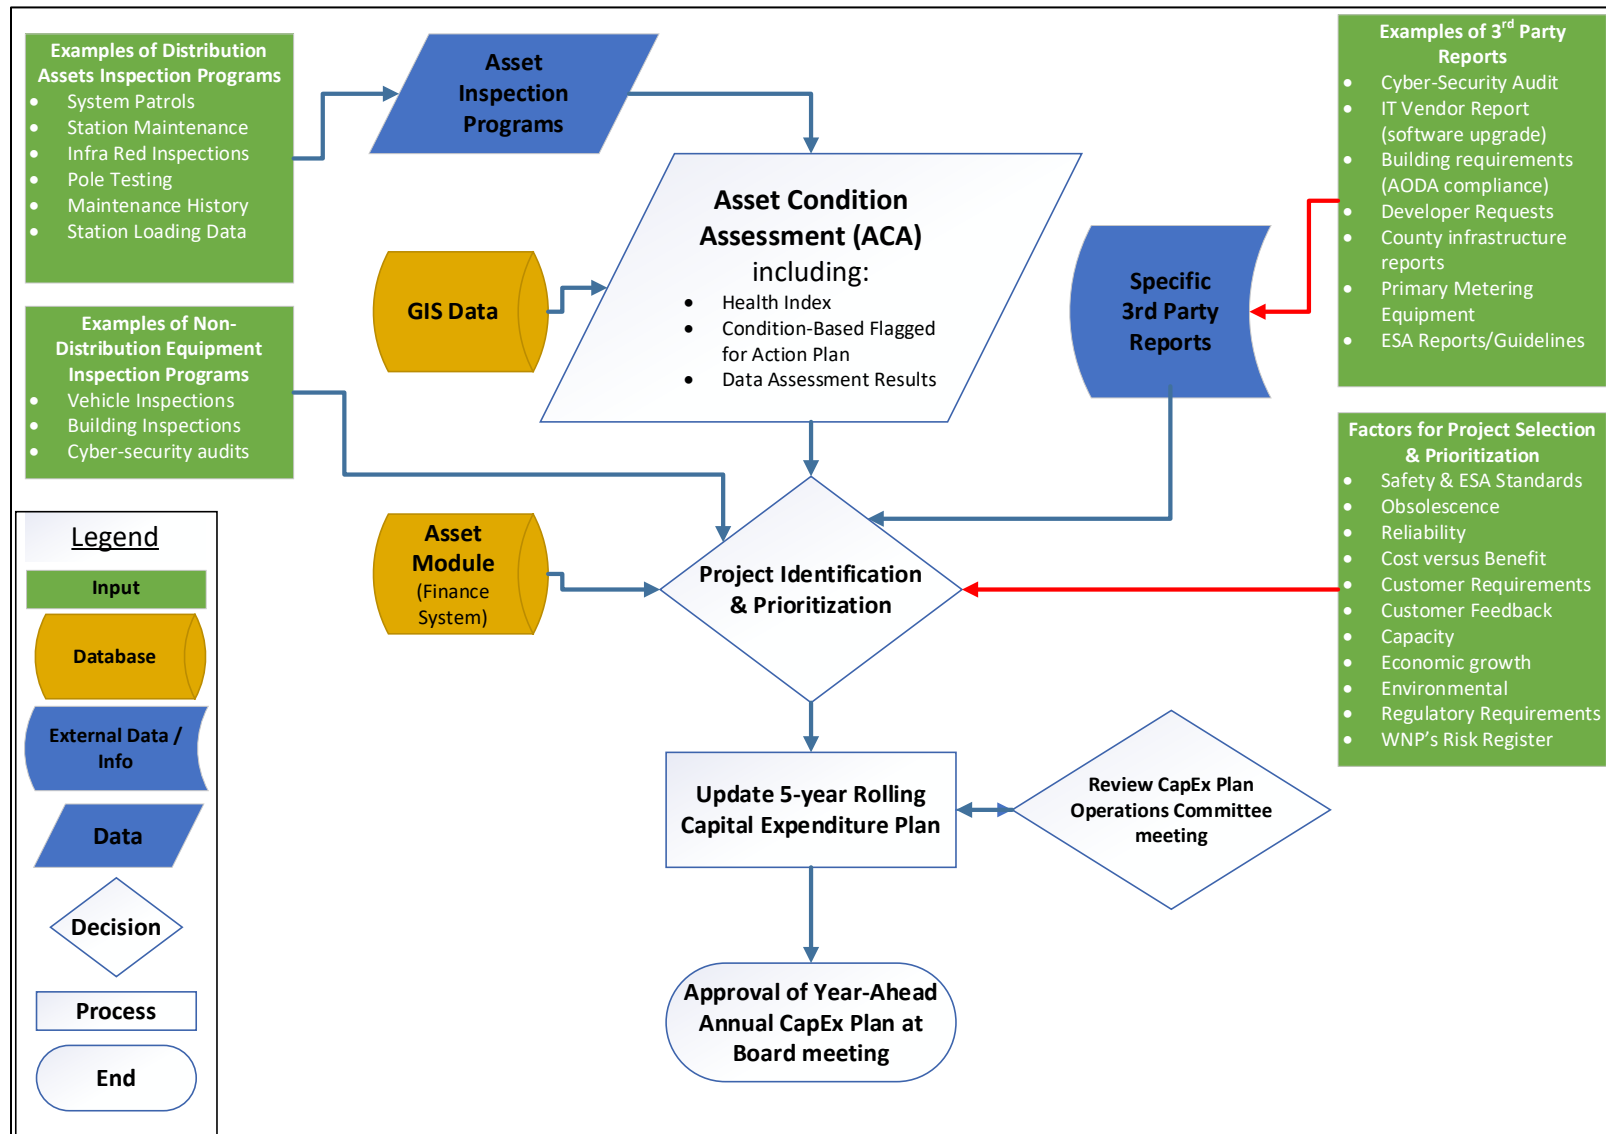 Examples of Distribution
Assets Inspection Programs
• System Patrols
• Station Maintenance
• Infra Red Inspections
• Pole Testing
• Maintenance History
• Station Loading Data
Asset
Inspection
Programs
Examples of 3rd Party
Reports
• Cyber-Security Audit
• IT Vendor Report
(software upgrade)
• Building requirements
(AODA compliance)
• Developer Requests
• County infrastructure
reports
• Primary Metering
Equipment
• ESA Reports/Guidelines
Asset Condition
Assessment (ACA)
including:
• Health Index
• Condition-Based Flagged
for Action Plan
• Data Assessment Results
GIS Data
Specific
3rd Party
Reports
Examples of Non-
Distribution Equipment
Inspection Programs
• Vehicle Inspections
• Building Inspections
• Cyber-security audits
Factors for Project Selection
& Prioritization
• Safety & ESA Standards
• Obsolescence
• Reliability
• Cost versus Benefit
• Customer Requirements
• Customer Feedback
• Capacity
• Economic growth
• Environmental
• Regulatory Requirements
• WNP’s Risk Register
Asset
Module
(Finance
System)
Project Identification
& Prioritization
Update 5-year Rolling
Capital Expenditure Plan
Review CapEx Plan
Operations Committee
meeting
Approval of Year-Ahead
Annual CapEx Plan at
Board meeting
Legend
Input
Database
External Data /
Info
Data
Decision
Process
End